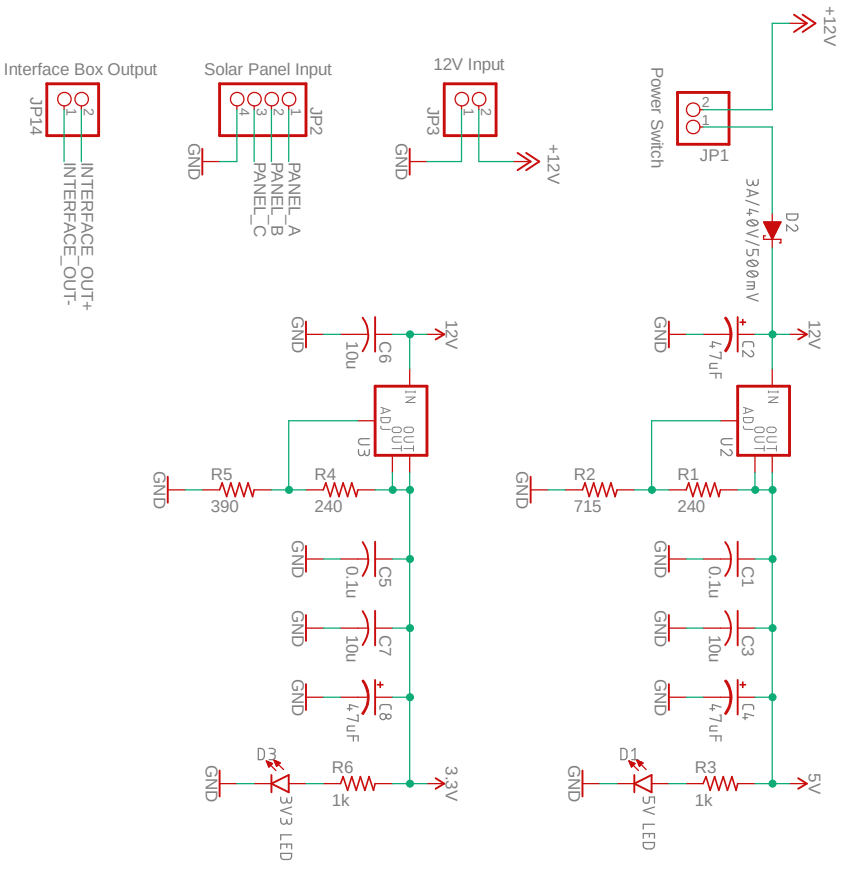 +12V
Interface Box Output
JP14
1
2
INTERFACE_OUT+
INTERFACE_OUT-
Solar Panel Input
JP2
4
3
2
1
GND
PANEL_A
PANEL_B
PANEL_C
12V Input
JP3
1
2
GND
+12V
Power Switch
2
1
JP1
D2
3A/40V/500mV
GND
C6
10u
12V
GND
C2
+
47uF
12V
IN
ADJ
OUT
OUT
U3
IN
ADJ
OUT
OUT
U2
GND
R5
390
R4
240
GND
R2
715
R1
240
GND
C5
0.1u
GND
C1
0.1u
GND
C7
10u
GND
C3
10u
GND
C8
+
47uF
GND
C4
+
47uF
GND
D3
3V3 LED
R6
1k
3.3V
GND
D1
5V LED
R3
1k
5V